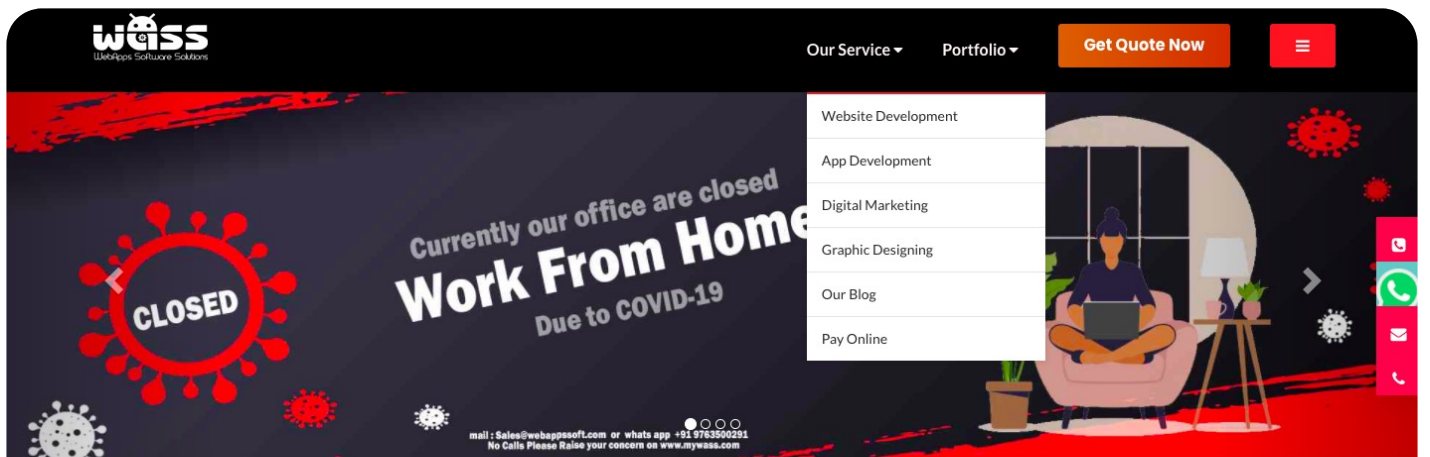 wass
WebApps Software Solutions
Our Service
Portfolio
Get Quote Now
Website Development
App Development
Digital Marketing
Graphic Designing
Our Blog
Pay Online
Currently our office are closed
Work From Home
Due to COVID-19
CLOSED
mail : Sales@webappssoft.com or whats app +91 9763500291
No Calls Please Raise your concern on www.mywass.com